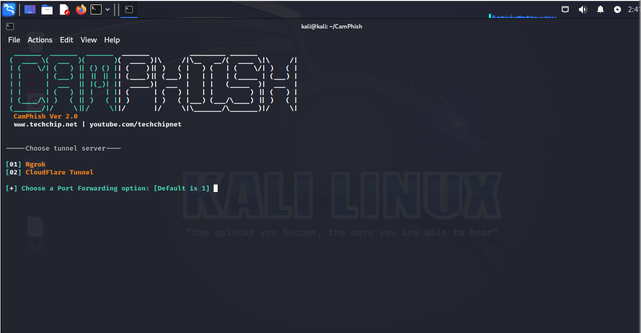 2:4
kali@kali: ~/CamPhish
File Actions Edit View Help
CAMPHISH
CamPhish Ver 2.0
www.techchip.net | youtube.com/techchipnet
-----Choose tunnel server----
[01] Ngrok
[02] CloudFlare Tunnel
[+] Choose a Port Forwarding option: [Default is 1]
KALI LINUX
"the quieter you become, the more you are able to hear"